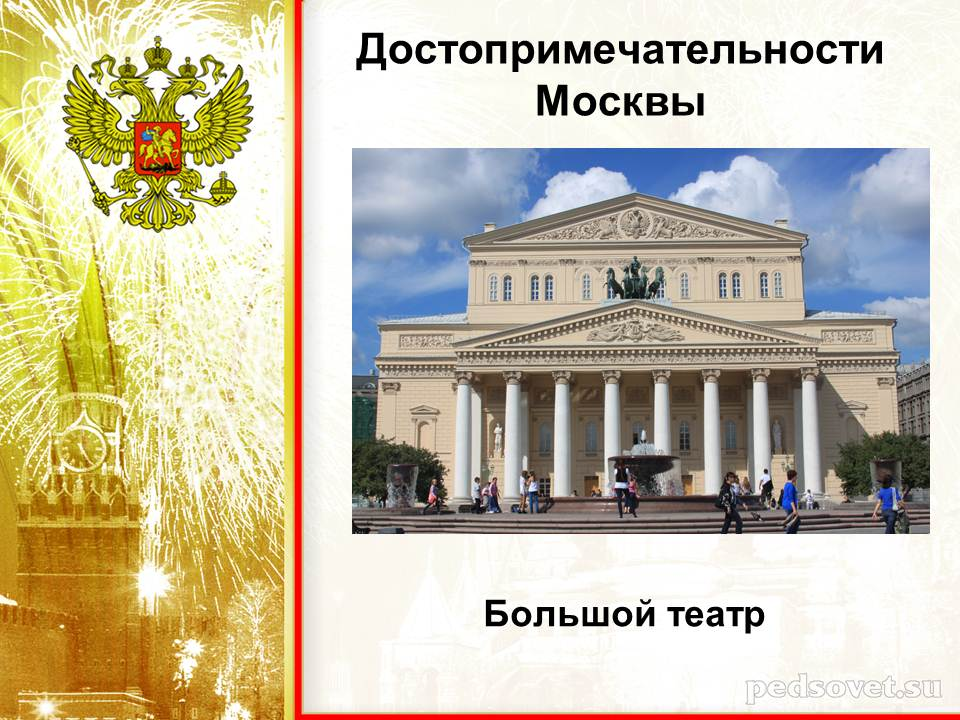 Достопримечательности
Москвы
Большой театр
pedsovet.su